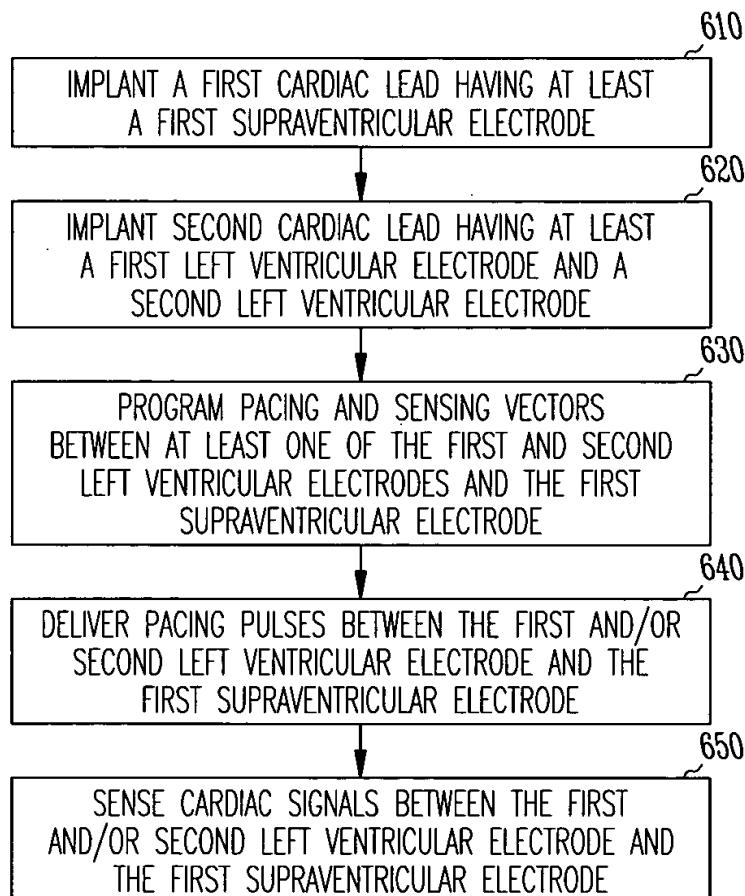 610
IMPLANT A FIRST CARDIAC LEAD HAVING AT LEAST
A FIRST SUPRAVENTRICULAR ELECTRODE
620
IMPLANT SECOND CARDIAC LEAD HAVING AT LEAST
A FIRST LEFT VENTRICULAR ELECTRODE AND A
SECOND LEFT VENTRICULAR ELECTRODE
630
PROGRAM PACING AND SENSING VECTORS
BETWEEN AT LEAST ONE OF THE FIRST AND SECOND
LEFT VENTRICULAR ELECTRODES AND THE FIRST
SUPRAVENTRICULAR ELECTRODE
640
DELIVER PACING PULSES BETWEEN THE FIRST AND/OR
SECOND LEFT VENTRICULAR ELECTRODE AND THE
FIRST SUPRAVENTRICULAR ELECTRODE
650
SENSE CARDIAC SIGNALS BETWEEN THE FIRST
AND/OR SECOND LEFT VENTRICULAR ELECTRODE AND
THE FIRST SUPRAVENTRICULAR ELECTRODE